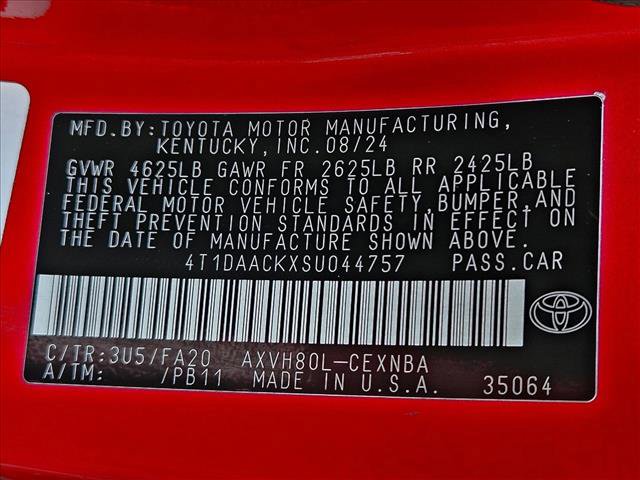 MFD.BY:TOYOTA MOTOR MANUFACTURING,
KENTUCKY,INC.08/24
GVWR 4625LB GAWR FR 2625LB RR 2425LB
THIS VEHICLE CONFORMS TO ALL APPLICABLE
FEDERAL MOTOR VEHICLE SAFETY,BUMPER,AND
THEFT PREVENTION STANDARDS IN EFFECT ON
THE DATE OF MANUFACTURE SHOWN ABOVE.
4T1DAACKXSU044757 PASS.CAR
C/TR:3U5/FA20 AXVH80L-CEXNBA
A/TM: /PB11 MADE IN U.S.A. 35064